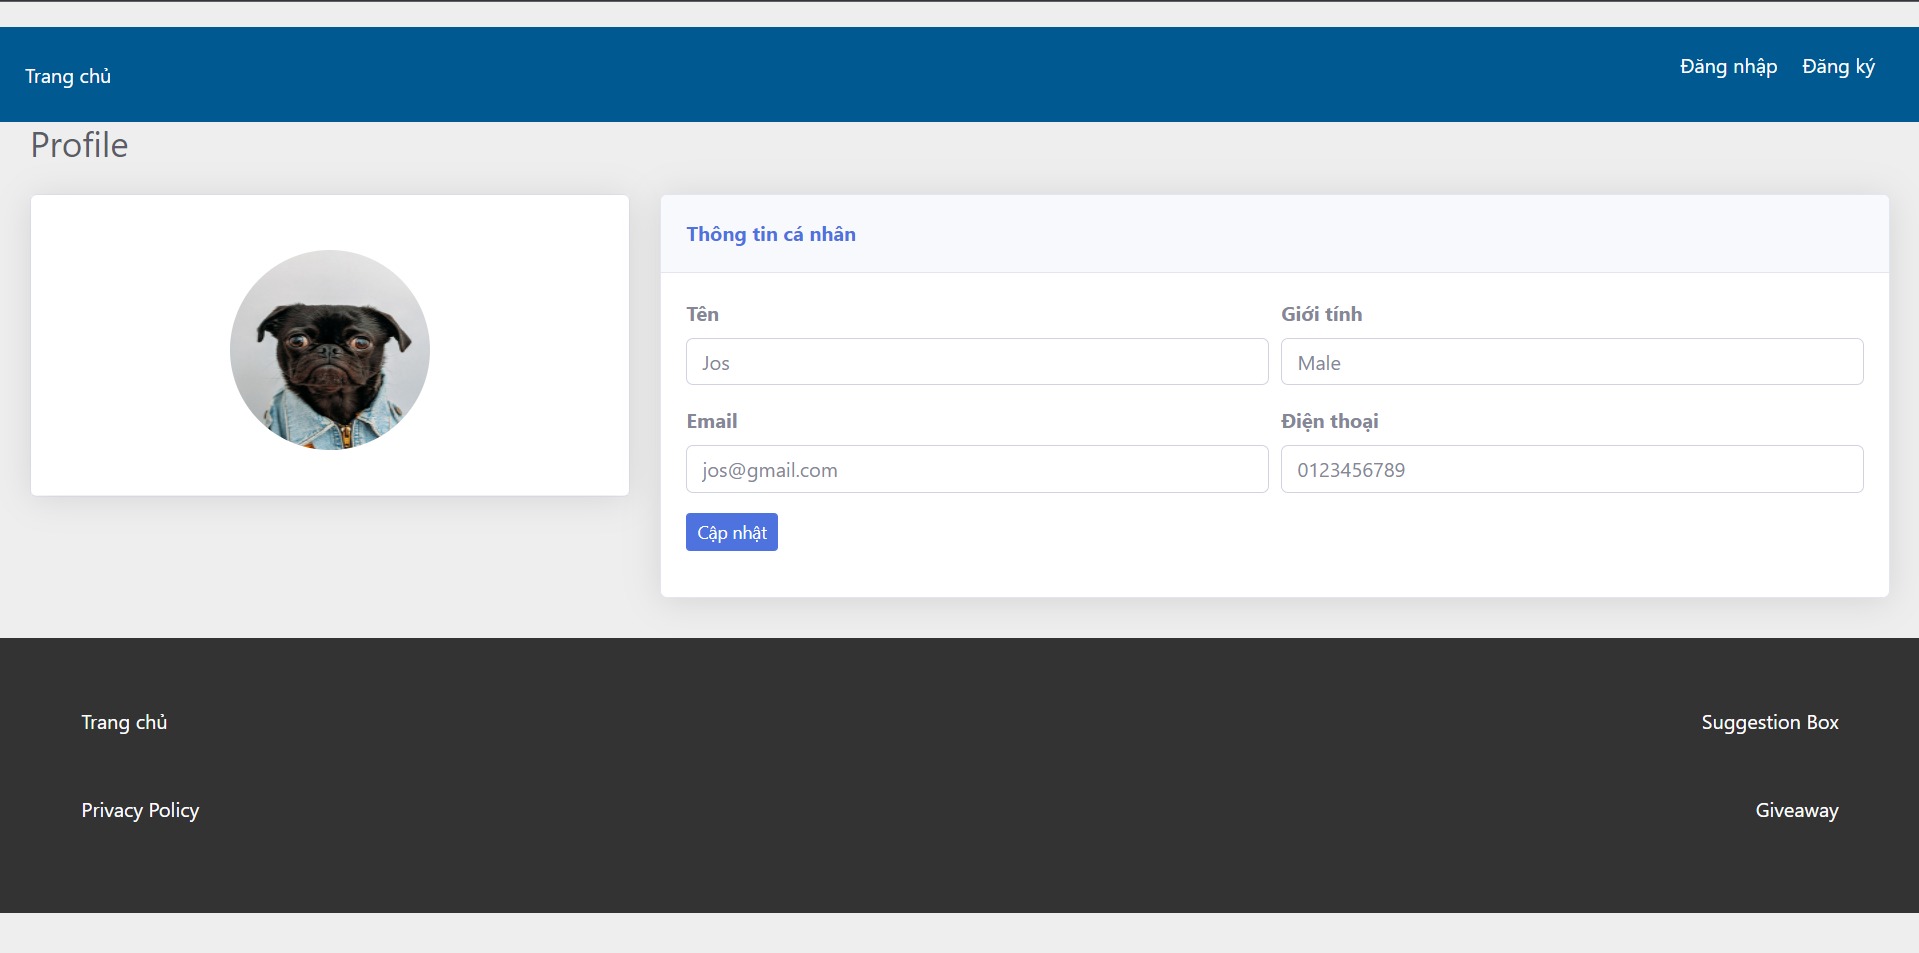 Trang chủ
Đăng nhập Đăng ký
Profile
Thông tin cá nhân
Tên
Giới tính
Jos
Male
Email
Điện thoại
jos@gmail.com
0123456789
Cập nhật
Trang chủ
Suggestion Box
Privacy Policy
Giveaway